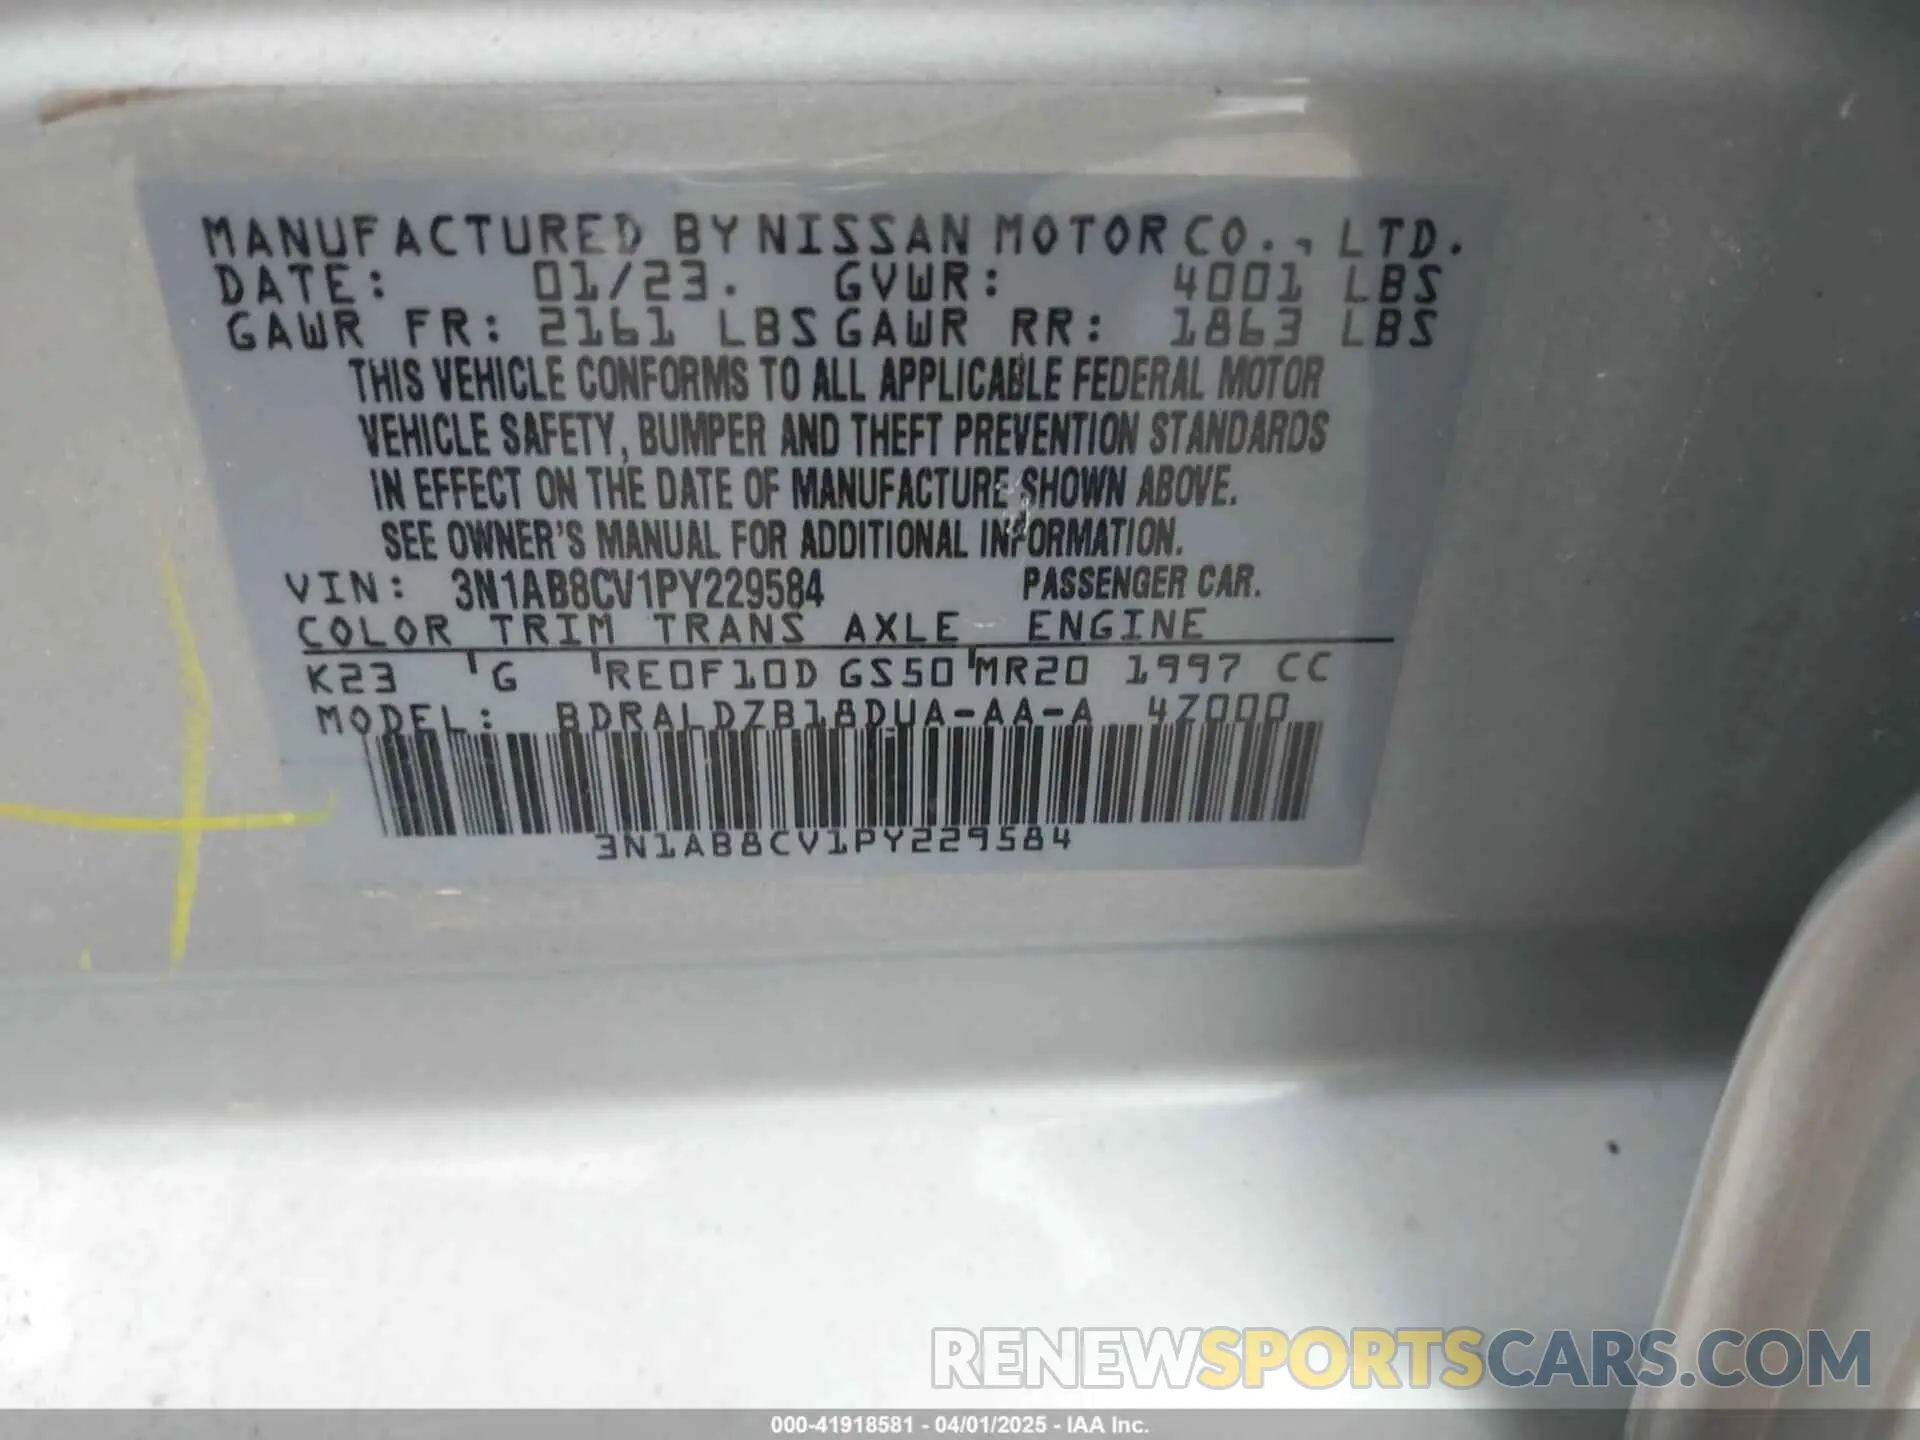 MANUFACTURED BY NISSAN MOTOR CO., LTD.
DATE: 01/23. GVWR: 4001 LBS
GAWR FR: 2161 LBS GAWR RR: 1863 LBS
THIS VEHICLE CONFORMS TO ALL APPLICABLE FEDERAL MOTOR
VEHICLE SAFETY, BUMPER AND THEFT PREVENTION STANDARDS
IN EFFECT ON THE DATE OF MANUFACTURE SHOWN ABOVE.
SEE OWNER'S MANUAL FOR ADDITIONAL INFORMATION.
VIN: 3N1AB8CV1PY229584 PASSENGER CAR.
COLOR TRIM TRANS AXLE ENGINE
K23 G RE0F10D GS50 MR20 1997 CC
MODEL: BDRALDZB18DUA-AA-A 4Z000
3N1AB8CV1PY229584
RENEWSPORTSCARS.COM
000-41918581 - 04/01/2025 - IAA Inc.